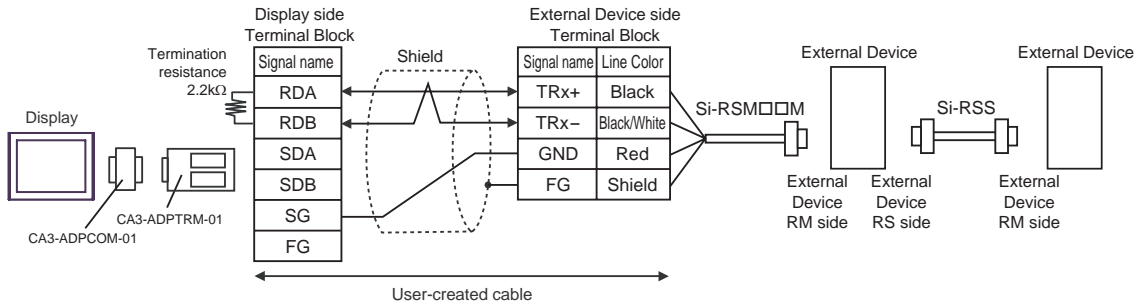 Display side
Terminal Block
External Device side
Terminal Block
Termination
resistance
2.2kΩ
Signal name
Shield
Signal name Line Color
External Device
External Device
RDA
TRx+ Black
Display
RDB
TRx− Black/White
Si-RSM□□M
Si-RSS
SDA
GND Red
SDB
FG Shield
CA3-ADPTRM-01
CA3-ADPCOM-01
SG
FG
External
Device
RM side
External
Device
RS side
External
Device
RM side
User-created cable